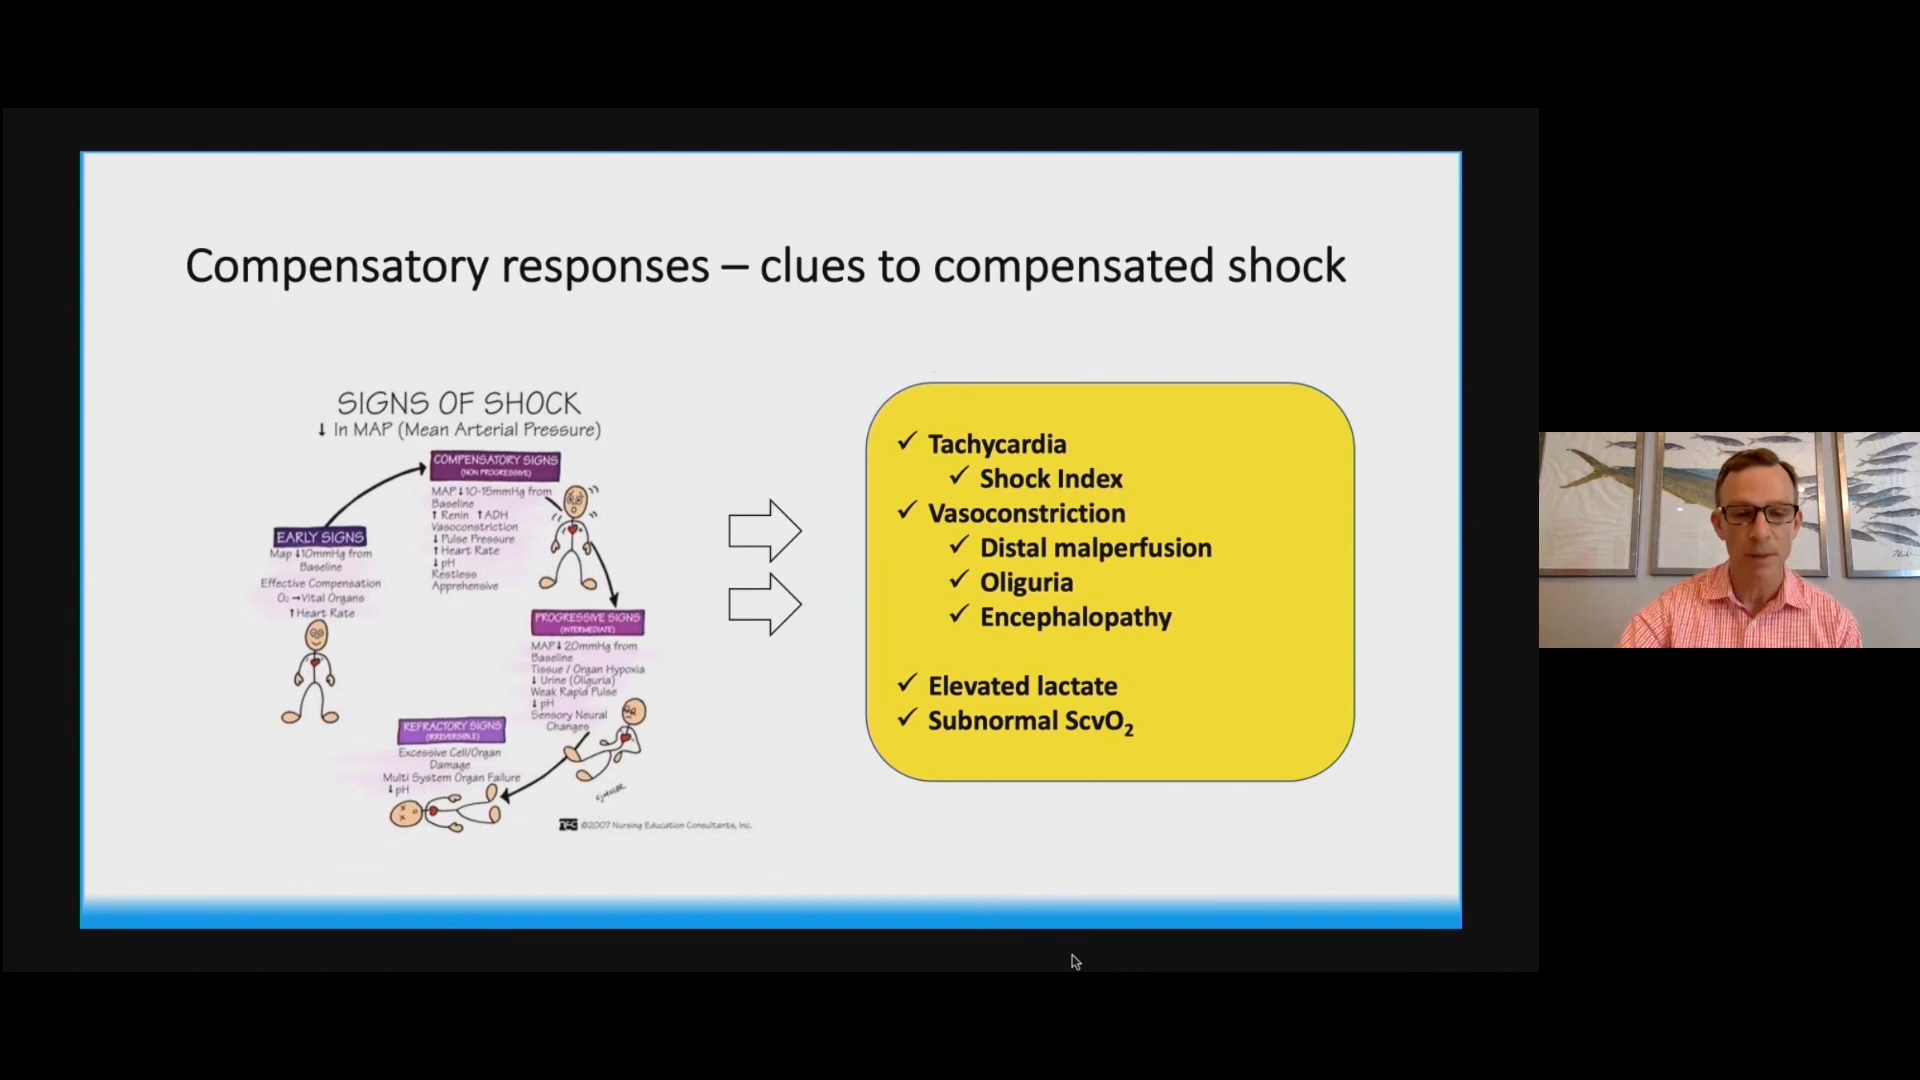 Compensatory responses – clues to compensated shock
SIGNS OF SHOCK
↓ In MAP (Mean Arterial Pressure)
COMPENSATORY SIGNS
(NON PROGRESSIVE)
MAP↓10-15mmHg from
Baseline
↑ Renin ↑ADH
Vasoconstriction
↓ Pulse Pressure
↑ Heart Rate
↓ pH
Restless
Apprehensive
EARLY SIGNS
Map ↓10mmHg from
Baseline
Effective Compensation
O₂ →Vital Organs
↑Heart Rate
PROGRESSIVE SIGNS
(INTERMEDIATE)
MAP↓20mmHg from
Baseline
Tissue / Organ Hypoxia
↓ Urine (Oliguria)
Weak Rapid Pulse
↓ pH
Sensory Neural
Changes
REFRACTORY SIGNS
(IRREVERSIBLE)
Excessive Cell/Organ
Damage
Multi System Organ Failure
↓pH
©2007 Nursing Education Consultants, Inc.
✓ Tachycardia
✓ Shock Index
✓ Vasoconstriction
✓ Distal malperfusion
✓ Oliguria
✓ Encephalopathy
✓ Elevated lactate
✓ Subnormal ScvO₂